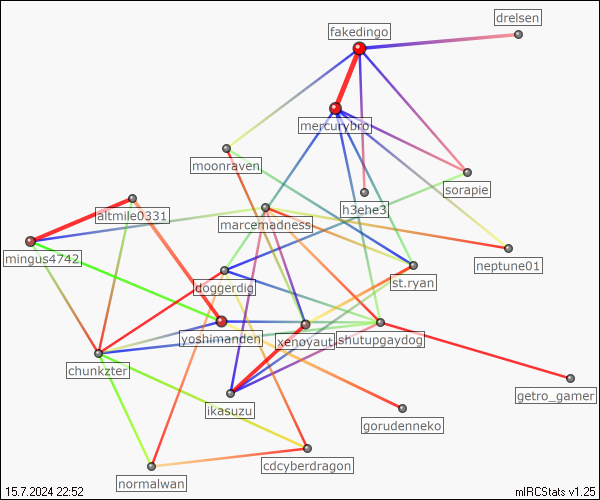 drelsen
fakedingo
mercurybro
moonraven
sorapie
h3ehe3
altmile0331
marcemadness
mingus4742
neptune01
doggerdig
st.ryan
yoshimanden
xenoyauti
shutupgaydog
chunkzter
getro_gamer
ikasuzu
gorudenneko
cdcyberdragon
normalwan
15.7.2024 22:52
mIRCStats v1.25